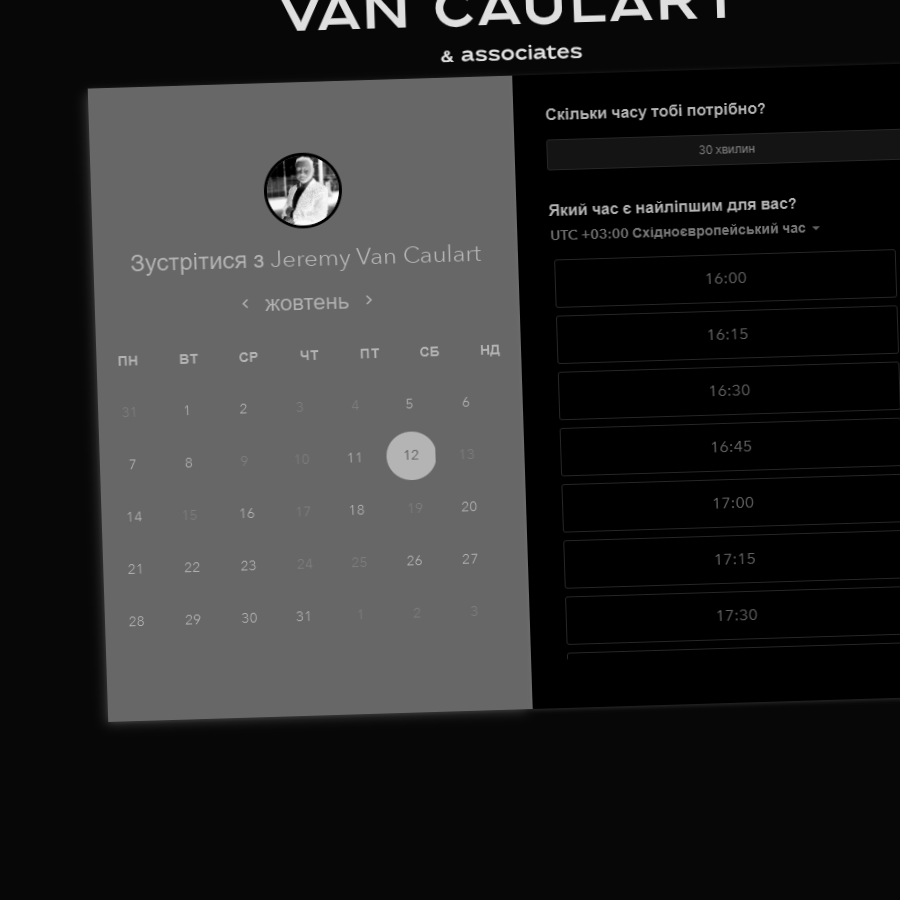 VAN CAULART
& associates
Зустрітися з Jeremy Van Caulart
жовтень
ПН ВТ СР ЧТ ПТ СБ НД
31 1 2 3 4 5 6
7 8 9 10 11 12 13
14 15 16 17 18 19 20
21 22 23 24 25 26 27
28 29 30 31 1 2 3
Скільки часу тобі потрібно?
30 хвилин
Який час є найліпшим для вас?
UTC +03:00 Східноєвропейський час
16:00
16:15
16:30
16:45
17:00
17:15
17:30